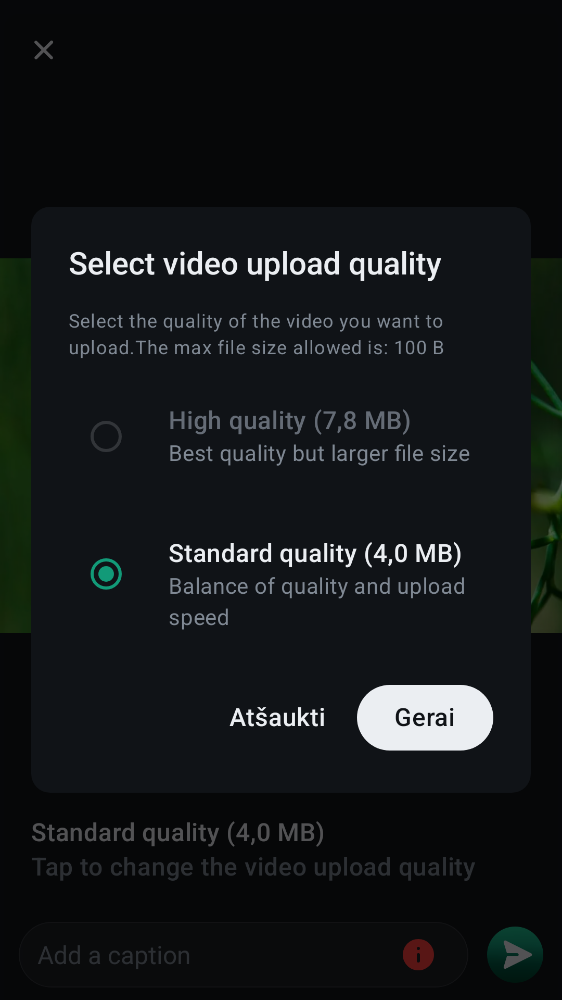 Select video upload quality
Select the quality of the video you want to
upload.The max file size allowed is: 100 B
High quality (7,8 MB)
Best quality but larger file size
Standard quality (4,0 MB)
Balance of quality and upload
speed
Atšaukti
Gerai
Standard quality (4,0 MB)
Tap to change the video upload quality
Add a caption